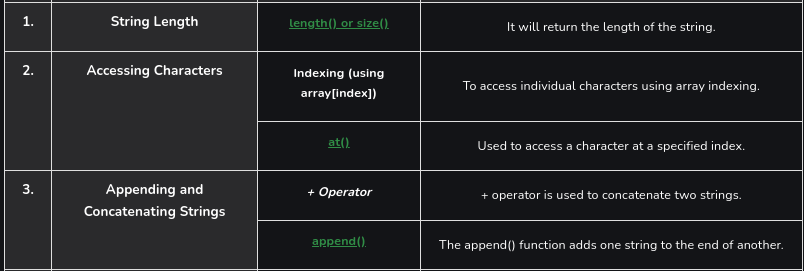 1. String Length length() or size() It will return the length of the string.
2. Accessing Characters Indexing (using
array[index]) To access individual characters using array indexing.
at() Used to access a character at a specified index.
3. Appending and
Concatenating Strings + Operator + operator is used to concatenate two strings.
append() The append() function adds one string to the end of another.